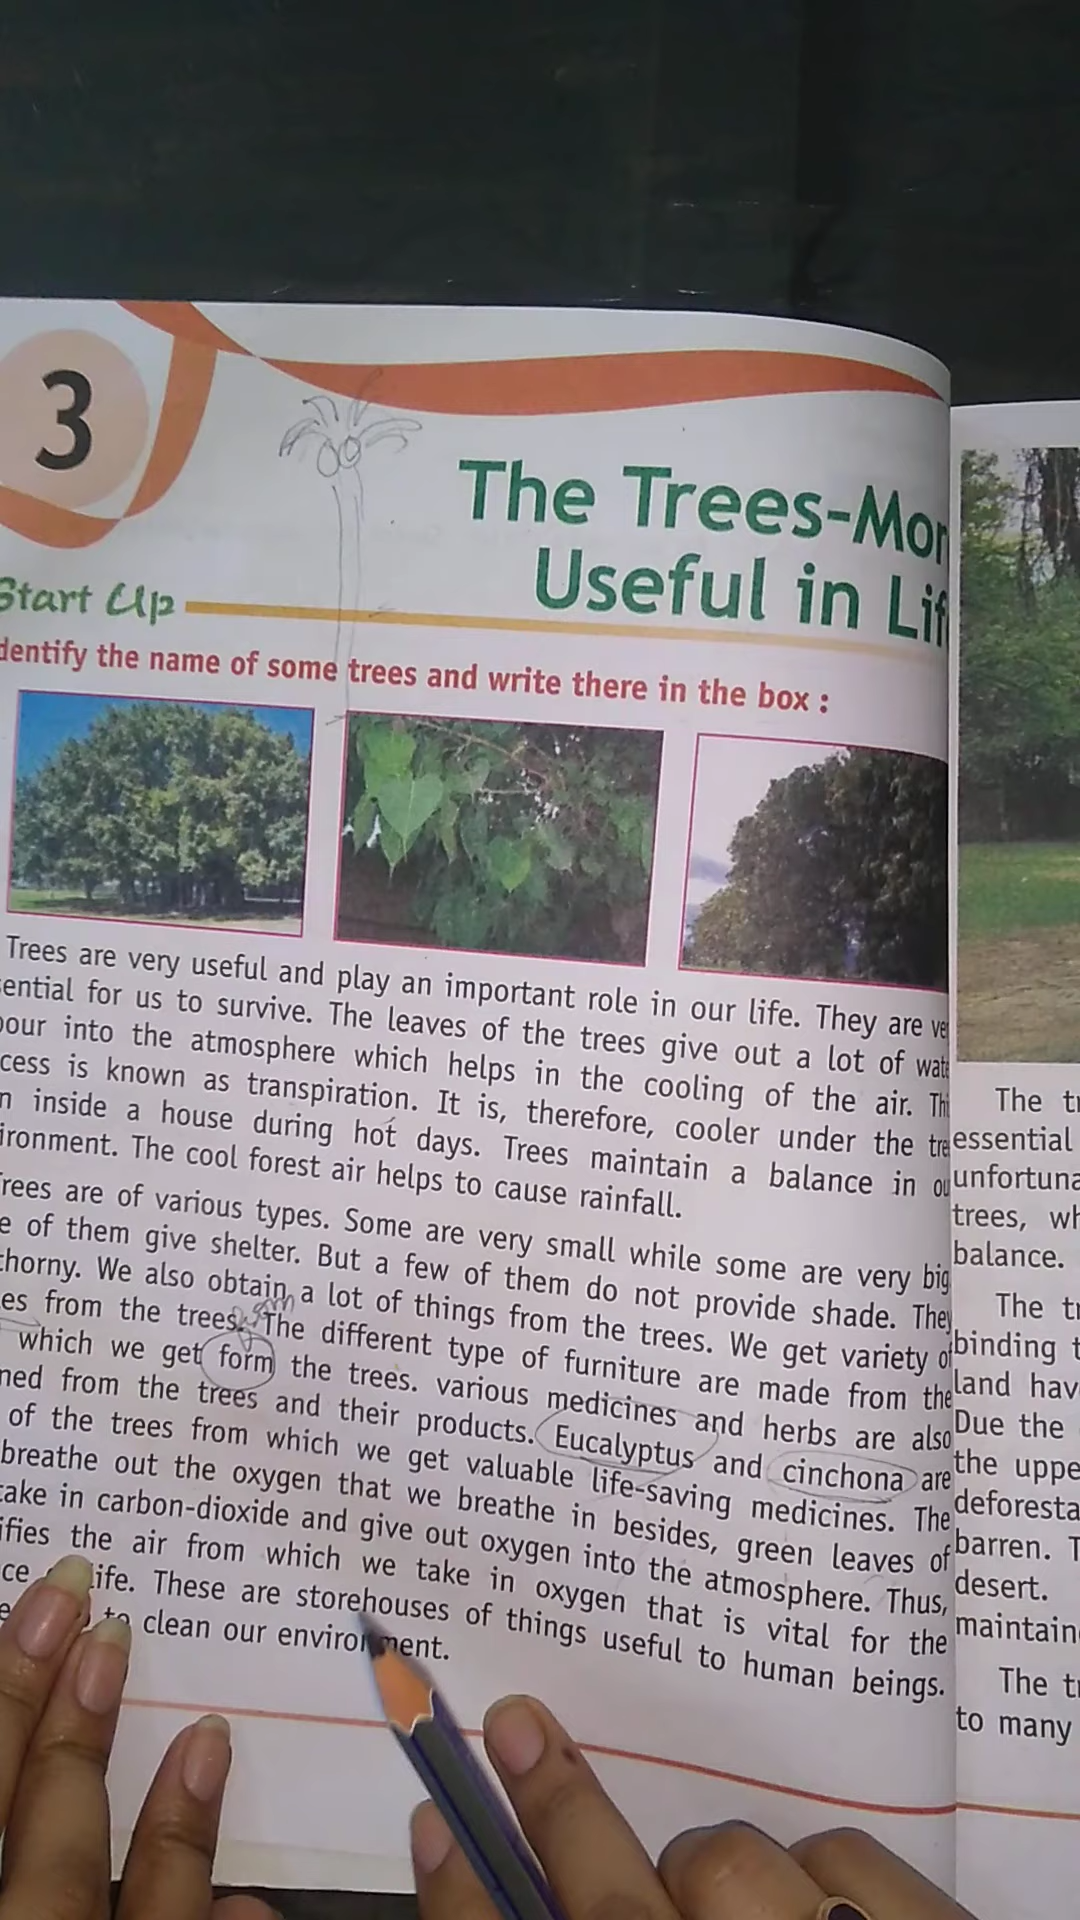 3
The Trees-Mor
Useful in Lif
Start Up
dentify the name of some trees and write there in the box :
Trees are very useful and play an important role in our life. They are ver
sential for us to survive. The leaves of the trees give out a lot of wate
pour into the atmosphere which helps in the cooling of the air. Thi
cess is known as transpiration. It is, therefore, cooler under the tree
n inside a house during hot days. Trees maintain a balance in ou
ironment. The cool forest air helps to cause rainfall.
rees are of various types. Some are very small while some are very big
e of them give shelter. But a few of them do not provide shade. They
thorny. We also obtain a lot of things from the trees. We get variety of
es from the trees. The different type of furniture are made from the
from
which we get form the trees. various medicines and herbs are also
ned from the trees and their products. Eucalyptus and cinchona are
of the trees from which we get valuable life-saving medicines. The
breathe out the oxygen that we breathe in besides, green leaves of
take in carbon-dioxide and give out oxygen into the atmosphere. Thus,
ifies the air from which we take in oxygen that is vital for the
ce life. These are storehouses of things useful to human beings.
to clean our environment.
The tr
essential
unfortuna
trees, wh
balance.
The tr
binding t
land hav
Due the
the uppe
deforesta
barren. T
desert.
maintain
The tr
to many